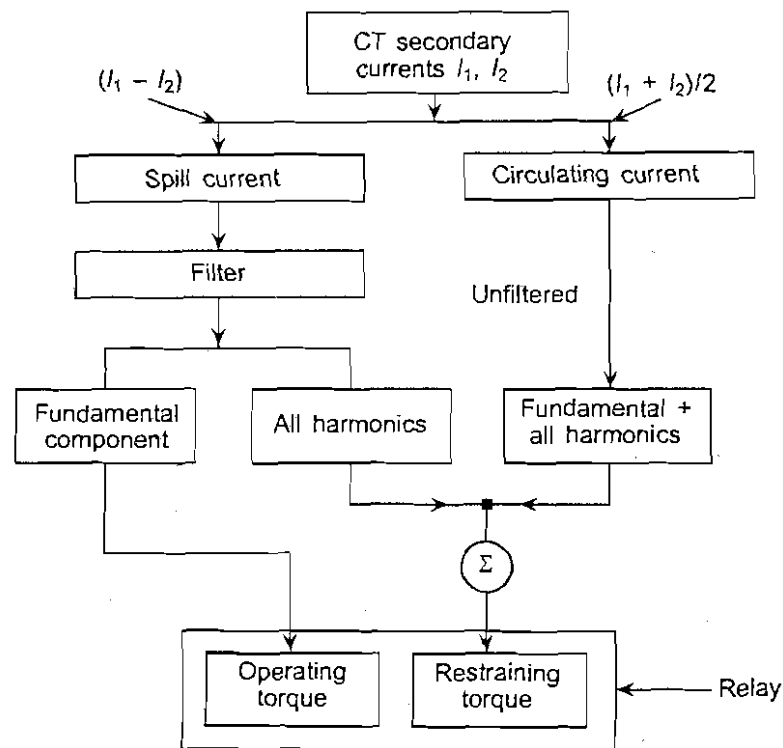 CT secondary
currents I₁, I₂
(I₁ − I₂)
(I₁ + I₂)/2
Spill current
Circulating current
Filter
Unfiltered
Fundamental
component
All harmonics
Fundamental +
all harmonics
Σ
Operating
torque
Restraining
torque
Relay